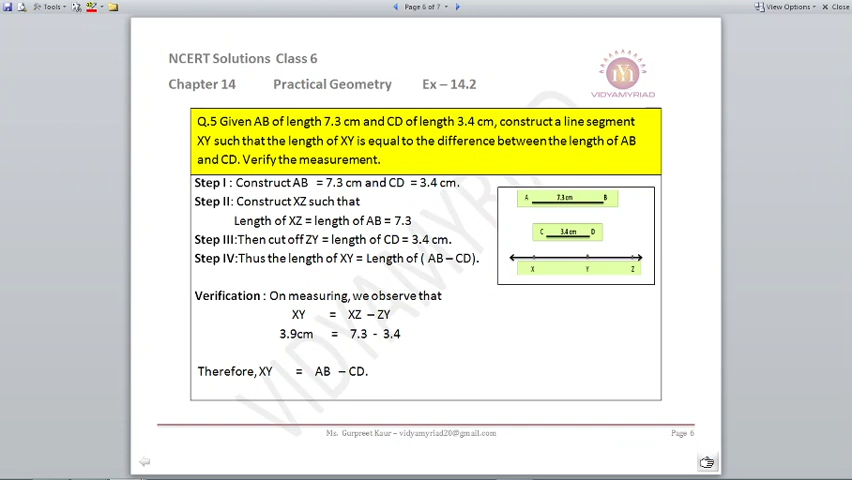 Tools
Page 6 of 7
View Options
Close
NCERT Solutions Class 6
Chapter 14 Practical Geometry Ex – 14.2
VIDYAMYRIAD
Q.5 Given AB of length 7.3 cm and CD of length 3.4 cm, construct a line segment
XY such that the length of XY is equal to the difference between the length of AB
and CD. Verify the measurement.
Step I : Construct AB = 7.3 cm and CD = 3.4 cm.
Step II : Construct XZ such that
Length of XZ = length of AB = 7.3
Step III:Then cut off ZY = length of CD = 3.4 cm.
Step IV:Thus the length of XY = Length of ( AB – CD).
A 7.3 cm B
C 3.4 cm D
X Y Z
Verification : On measuring, we observe that
XY = XZ – ZY
3.9cm = 7.3 - 3.4
Therefore, XY = AB – CD.
VIDYAMYRIAD
Ms. Gurpreet Kaur – vidyamyriad20@gmail.com
Page 6